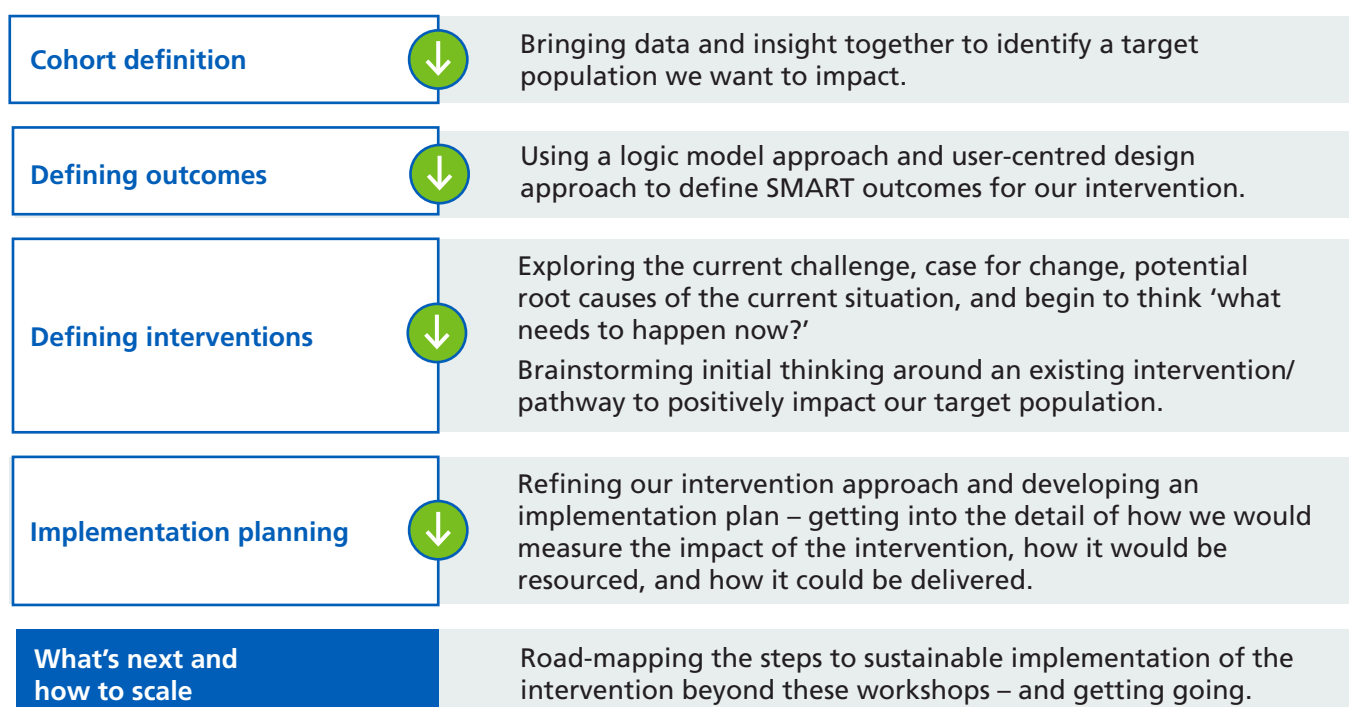 Cohort definition
Bringing data and insight together to identify a target
population we want to impact.
Defining outcomes
Using a logic model approach and user-centred design
approach to define SMART outcomes for our intervention.
Defining interventions
Exploring the current challenge, case for change, potential
root causes of the current situation, and begin to think ‘what
needs to happen now?’
Brainstorming initial thinking around an existing intervention/
pathway to positively impact our target population.
Implementation planning
Refining our intervention approach and developing an
implementation plan – getting into the detail of how we would
measure the impact of the intervention, how it would be
resourced, and how it could be delivered.
What’s next and
how to scale
Road-mapping the steps to sustainable implementation of the
intervention beyond these workshops – and getting going.